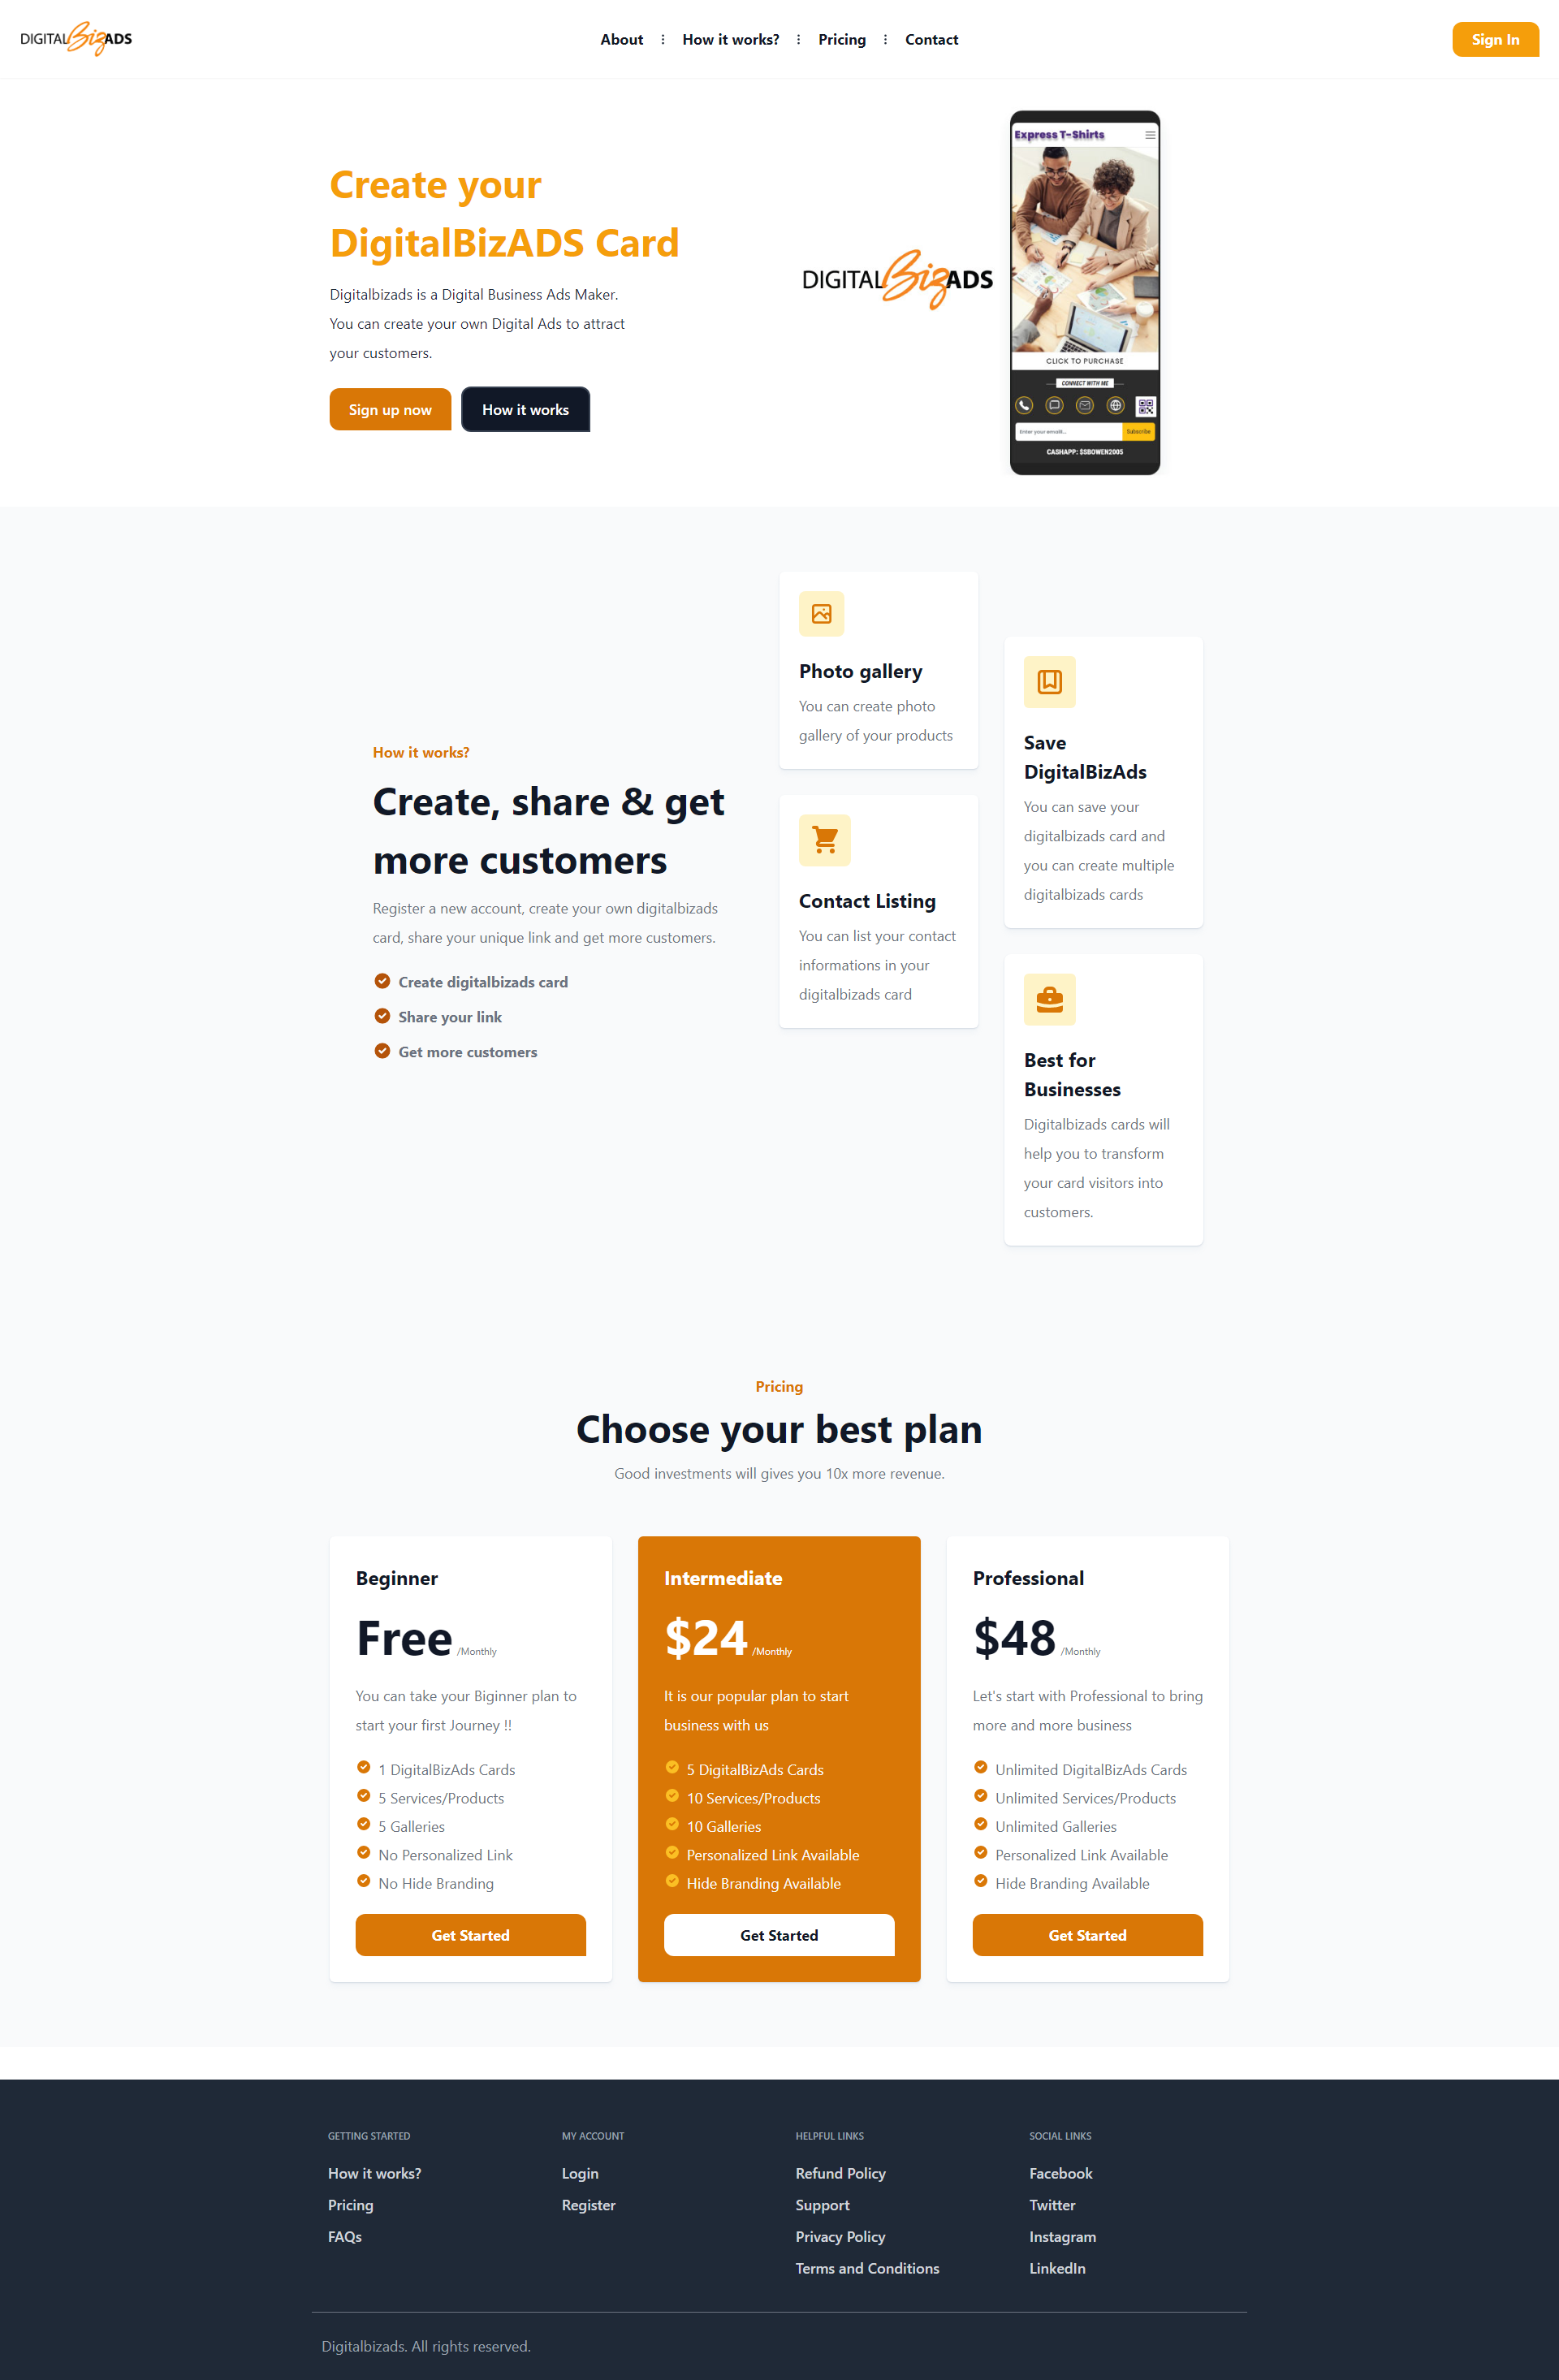 DIGITALBizADS
About
How it works?
Pricing
Contact
Sign In
Create your
DigitalBizADS Card
Digitalbizads is a Digital Business Ads Maker.
You can create your own Digital Ads to attract
your customers.
Sign up now
How it works
DIGITALBizADS
Express T-Shirts
CLICK TO PURCHASE
CONNECT WITH ME
Enter your email...
Subscribe
CASHAPP: $SBOWEN2005
How it works?
Create, share & get
more customers
Register a new account, create your own digitalbizads
card, share your unique link and get more customers.
Create digitalbizads card
Share your link
Get more customers
Photo gallery
You can create photo
gallery of your products
Contact Listing
You can list your contact
informations in your
digitalbizads card
Save
DigitalBizAds
You can save your
digitalbizads card and
you can create multiple
digitalbizads cards
Best for
Businesses
Digitalbizads cards will
help you to transform
your card visitors into
customers.
Pricing
Choose your best plan
Good investments will gives you 10x more revenue.
Beginner
Free /Monthly
You can take your Biginner plan to
start your first Journey !!
1 DigitalBizAds Cards
5 Services/Products
5 Galleries
No Personalized Link
No Hide Branding
Get Started
Intermediate
$24 /Monthly
It is our popular plan to start
business with us
5 DigitalBizAds Cards
10 Services/Products
10 Galleries
Personalized Link Available
Hide Branding Available
Get Started
Professional
$48 /Monthly
Let's start with Professional to bring
more and more business
Unlimited DigitalBizAds Cards
Unlimited Services/Products
Unlimited Galleries
Personalized Link Available
Hide Branding Available
Get Started
GETTING STARTED
How it works?
Pricing
FAQs
MY ACCOUNT
Login
Register
HELPFUL LINKS
Refund Policy
Support
Privacy Policy
Terms and Conditions
SOCIAL LINKS
Facebook
Twitter
Instagram
LinkedIn
Digitalbizads. All rights reserved.